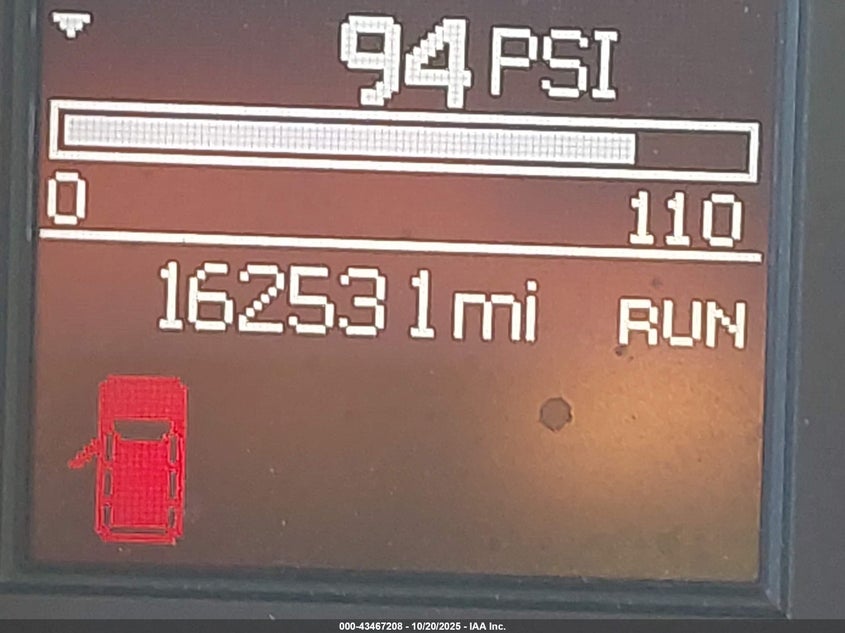 94 PSI
0 110
162531 mi RUN
000-43467208 - 10/20/2025 - IAA Inc.